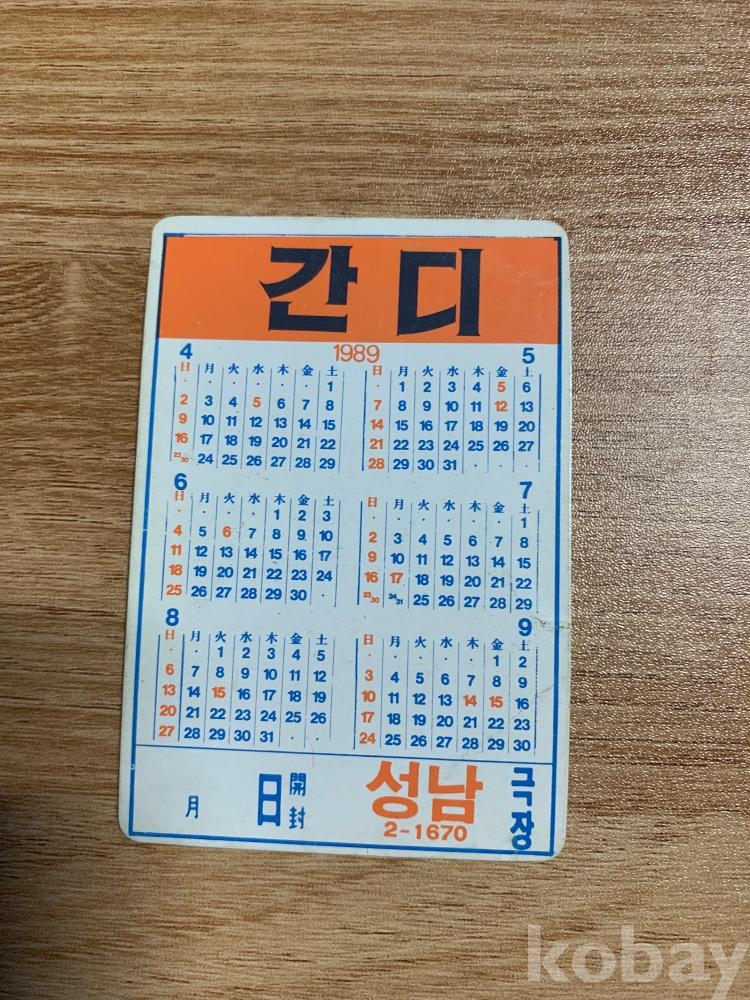 간디
4 1989 5
日 月 火 水 木 金 土 日 月 火 水 木 金 土
· · · · · · 1 · 1 2 3 4 5 6
2 3 4 5 6 7 8 7 8 9 10 11 12 13
9 10 11 12 13 14 15 14 15 16 17 18 19 20
16 17 18 19 20 21 22 21 22 23 24 25 26 27
23/30 24 25 26 27 28 29 28 29 30 31 · · ·
6 7
日 月 火 水 木 金 土 日 月 火 水 木 金 土
· · · · 1 2 3 · · · · · · 1
4 5 6 7 8 9 10 2 3 4 5 6 7 8
11 12 13 14 15 16 17 9 10 11 12 13 14 15
18 19 20 21 22 23 24 16 17 18 19 20 21 22
25 26 27 28 29 30 · 23/30 24/31 25 26 27 28 29
8 9
日 月 火 水 木 金 土 日 月 火 水 木 金 土
· · 1 2 3 4 5 · · · · · 1 2
6 7 8 9 10 11 12 3 4 5 6 7 8 9
13 14 15 16 17 18 19 10 11 12 13 14 15 16
20 21 22 23 24 25 26 17 18 19 20 21 22 23
27 28 29 30 31 · · 24 25 26 27 28 29 30
月 日 開封 성남 극장
2-1670
kobay